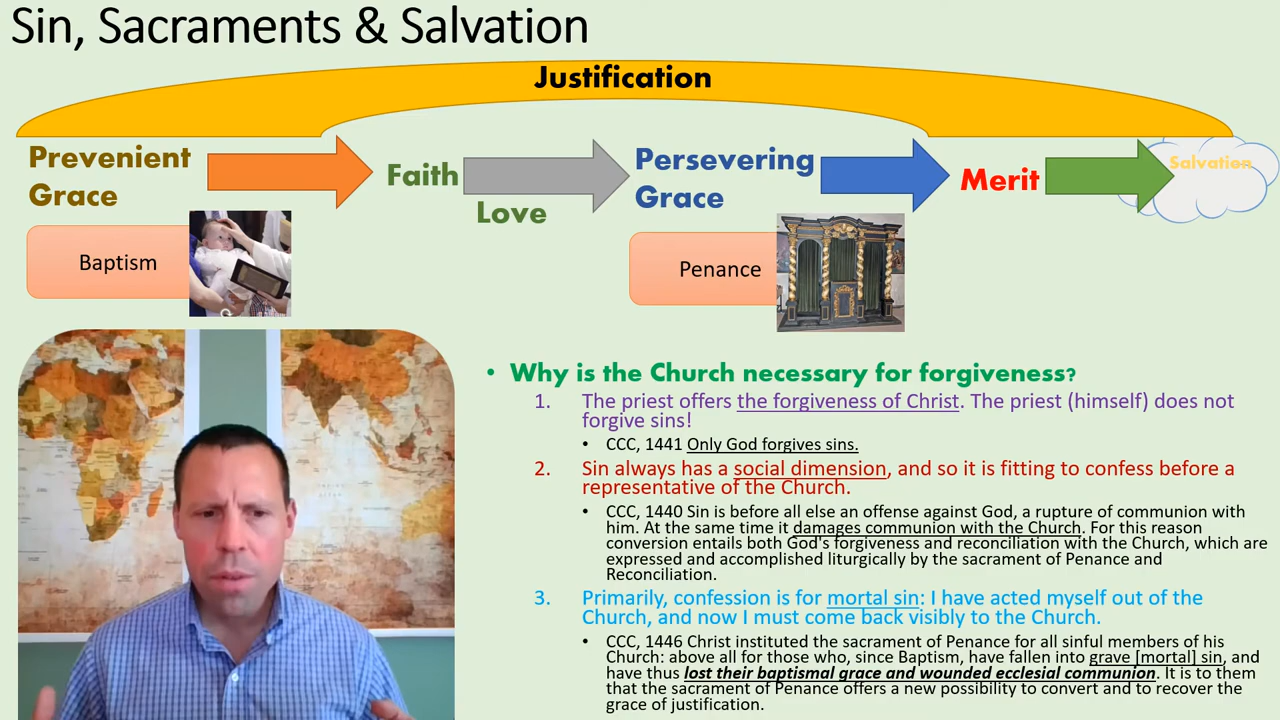 Sin, Sacraments & Salvation
Justification
Prevenient
Grace
Faith
Love
Persevering
Grace
Merit
Salvation
Baptism
Penance
• Why is the Church necessary for forgiveness?
1. The priest offers the forgiveness of Christ. The priest (himself) does not
forgive sins!
• CCC, 1441 Only God forgives sins.
2. Sin always has a social dimension, and so it is fitting to confess before a
representative of the Church.
• CCC, 1440 Sin is before all else an offense against God, a rupture of communion with
him. At the same time it damages communion with the Church. For this reason
conversion entails both God's forgiveness and reconciliation with the Church, which are
expressed and accomplished liturgically by the sacrament of Penance and
Reconciliation.
3. Primarily, confession is for mortal sin: I have acted myself out of the
Church, and now I must come back visibly to the Church.
• CCC, 1446 Christ instituted the sacrament of Penance for all sinful members of his
Church: above all for those who, since Baptism, have fallen into grave [mortal] sin, and
have thus lost their baptismal grace and wounded ecclesial communion. It is to them
that the sacrament of Penance offers a new possibility to convert and to recover the
grace of justification.